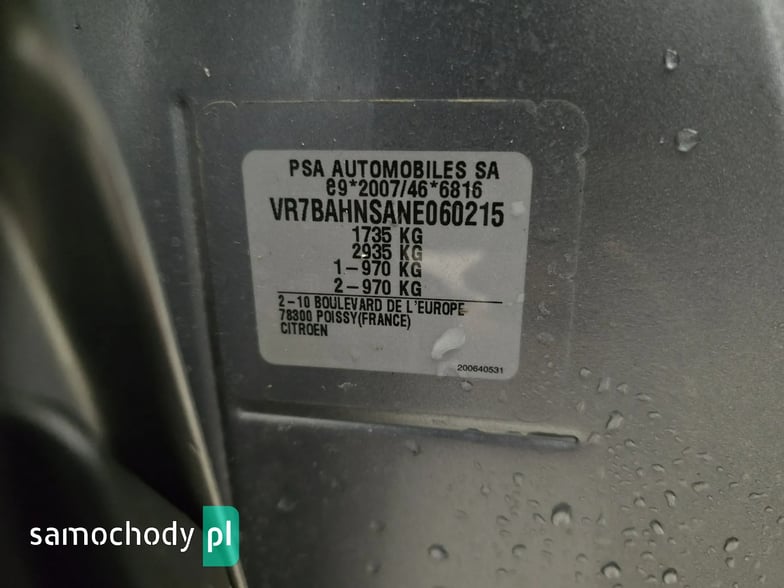 PSA AUTOMOBILES SA
e9*2007/46*6816
VR7BAHNSANE060215
1735 KG
2935 KG
1-970 KG
2-970 KG
2-10 BOULEVARD DE L'EUROPE
78300 POISSY(FRANCE)
CITROEN
200640531
samochody pl